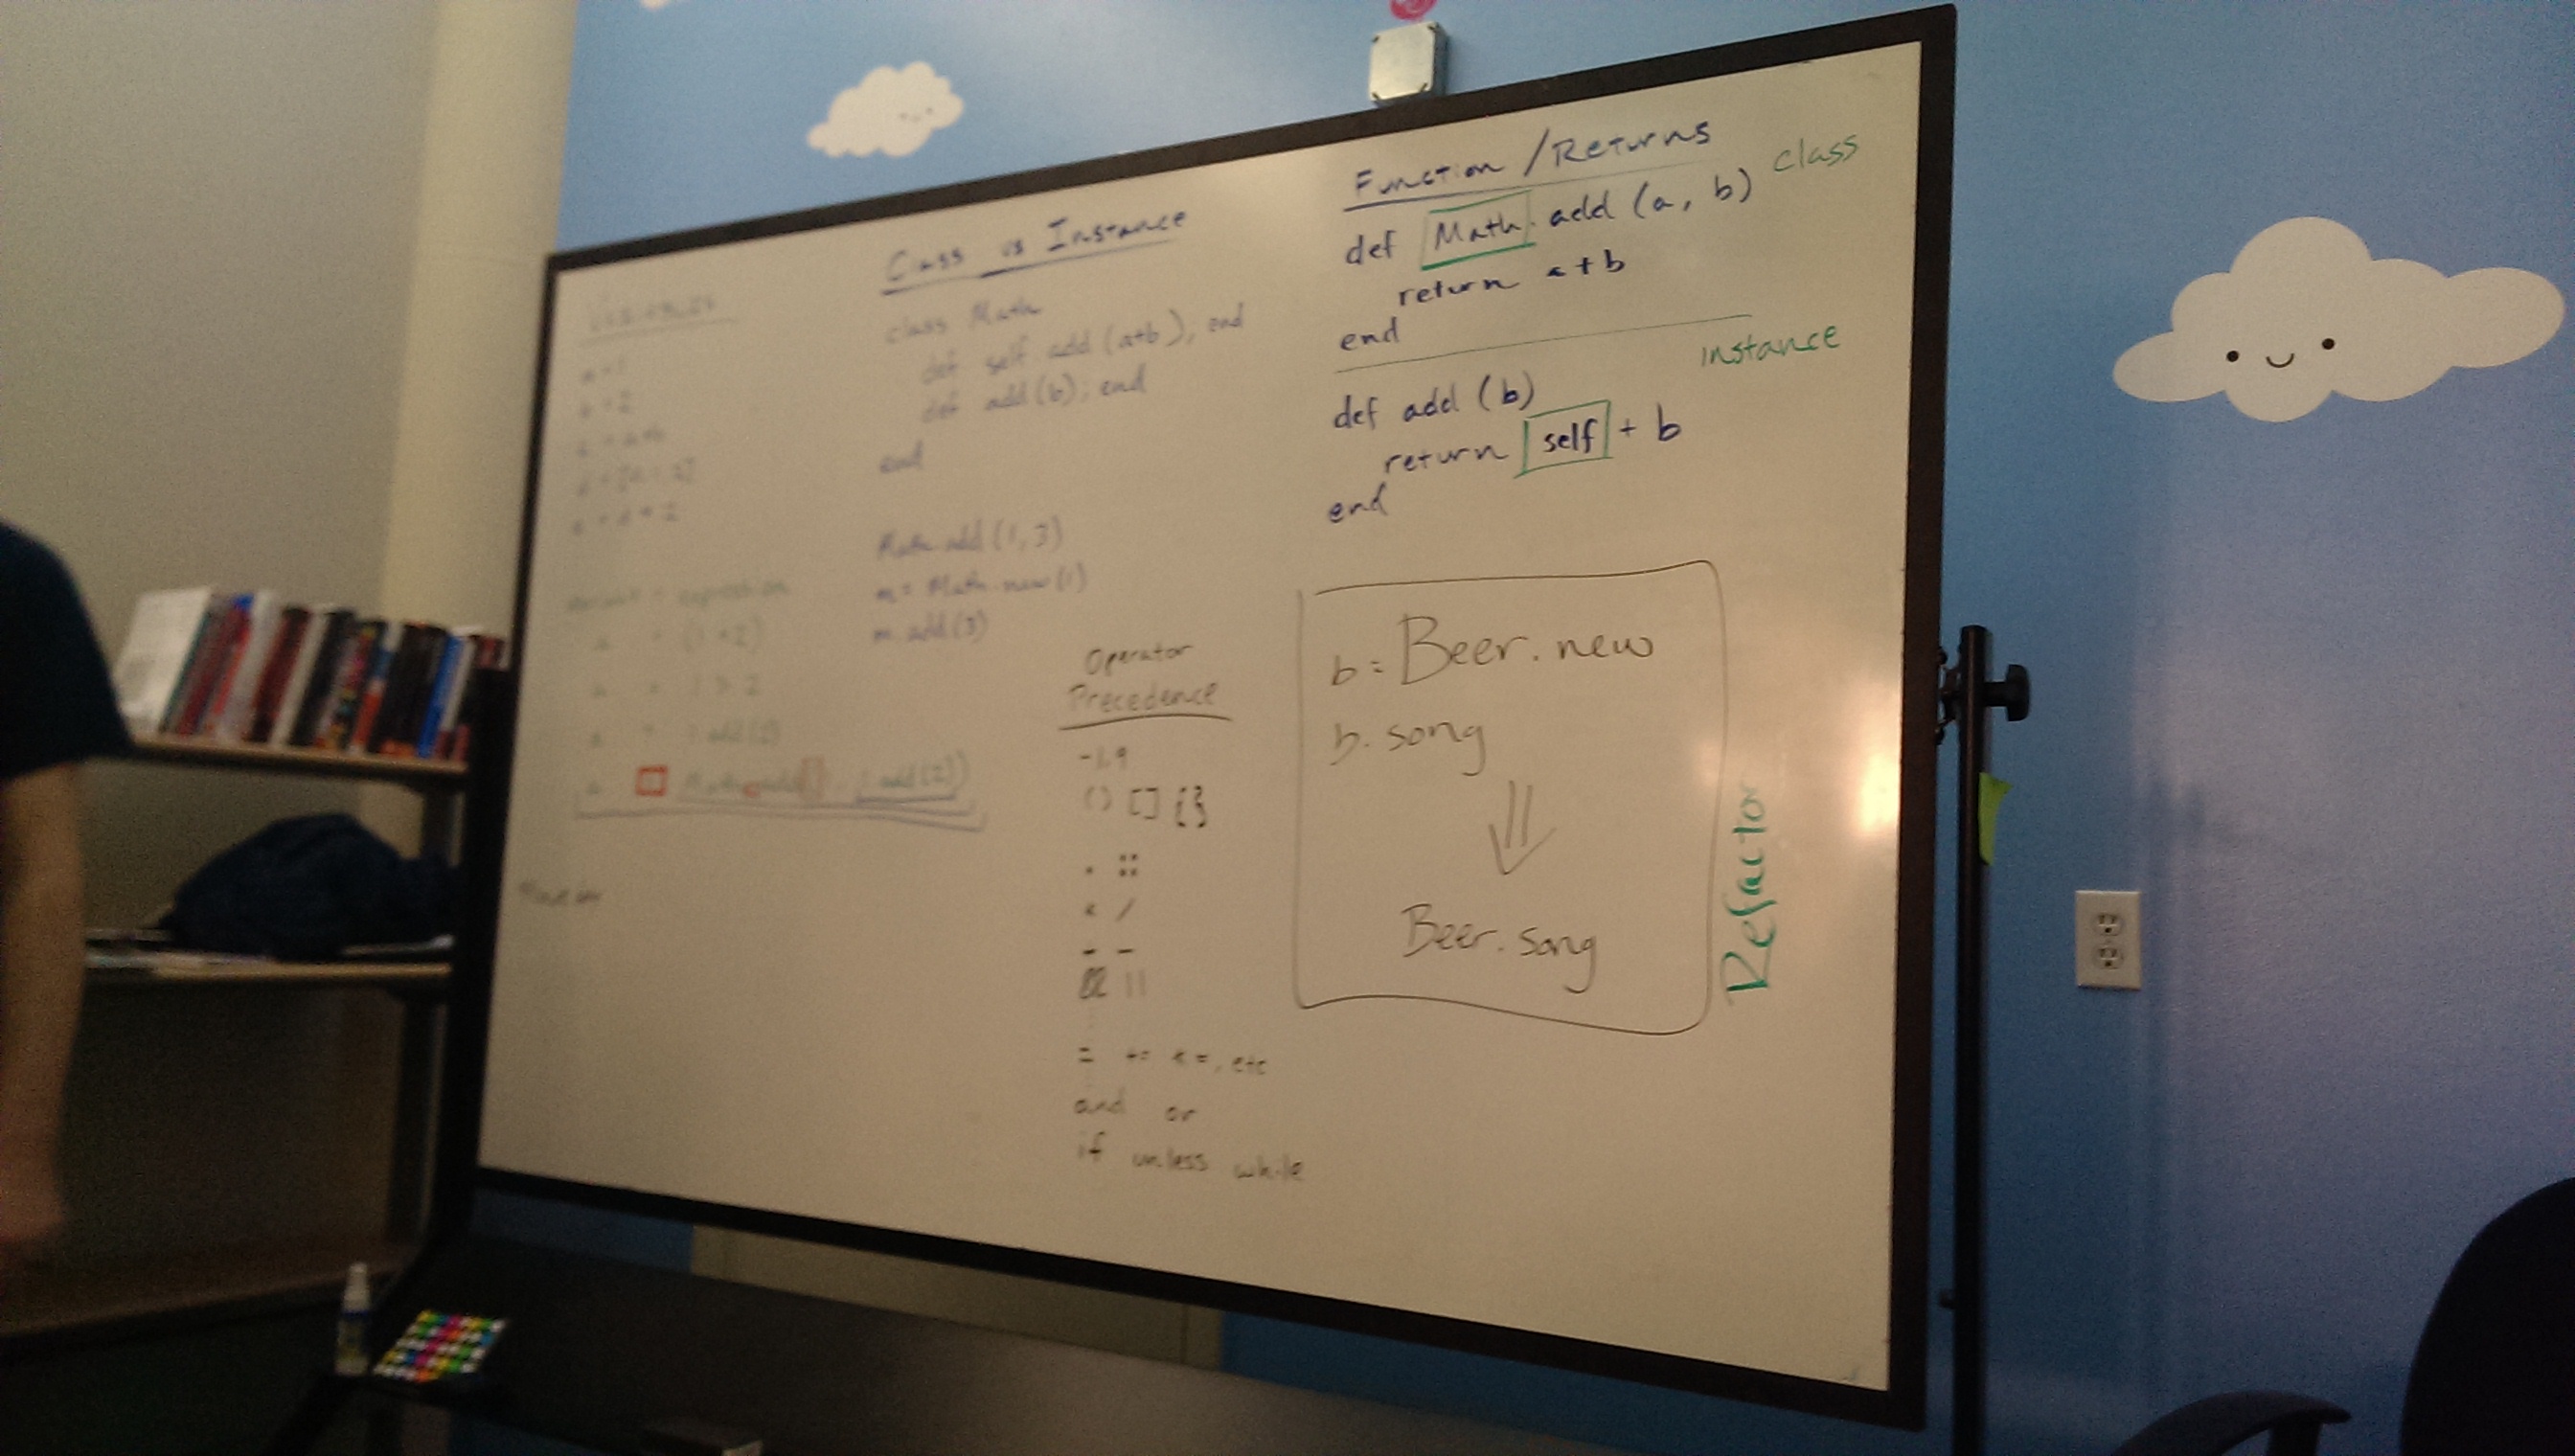 Variables
a = 1
b = 2
variable = expression
a = (1 + 2)
a = 1 > 2
Class vs Instance
class Math
def self.add (a+b), end
def add(b); end
end
Math.add (1, 3)
m = Math.new (1)
m.add (3)
Operator
Precedence
-1.9
() [] {}
. ::
* /
&& ||
= += *=, etc
and or
if unless while
Function / Returns
class
def Math. add (a, b)
return a + b
end
instance
def add (b)
return self + b
end
b = Beer. new
b. song
Beer. song
Refactor